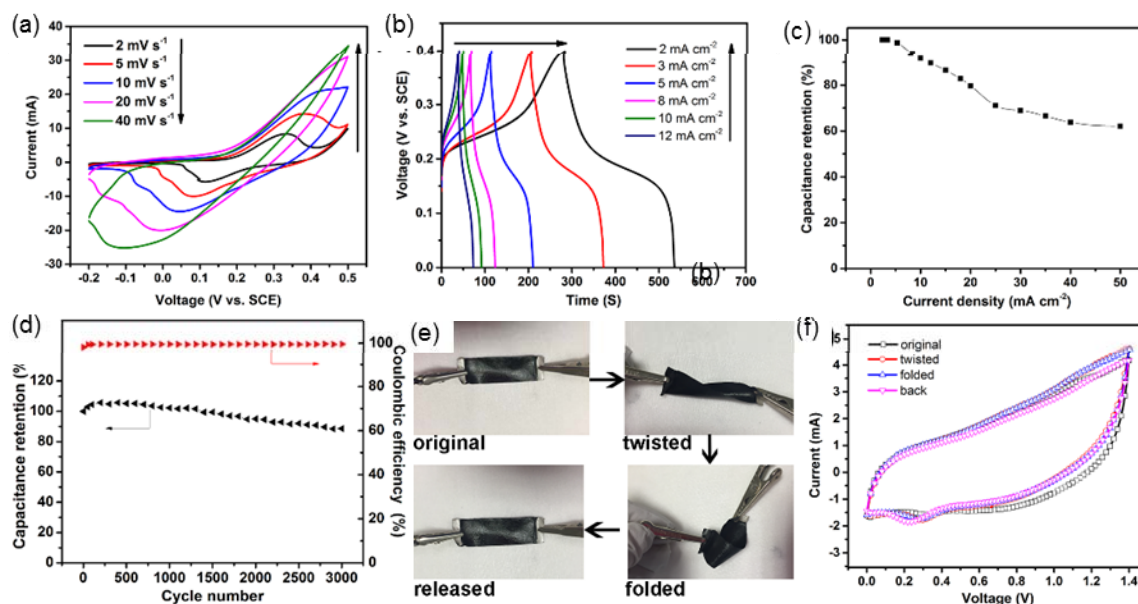 (a)
40
30
20
10
0
-10
-20
-30
Current (mA)
2 mV s⁻¹
5 mV s⁻¹
10 mV s⁻¹
20 mV s⁻¹
40 mV s⁻¹
-0.2 -0.1 0.0 0.1 0.2 0.3 0.4 0.5
Voltage (V vs. SCE)
(b)
0.4
0.3
0.2
0.1
0.0
Voltage (V vs. SCE)
2 mA cm⁻²
3 mA cm⁻²
5 mA cm⁻²
8 mA cm⁻²
10 mA cm⁻²
12 mA cm⁻²
(b)
0 100 200 300 400 500 600 700
Time (S)
(c)
100
80
60
40
20
0
Capacitance retention (%)
0 10 20 30 40 50
Current density (mA cm⁻²)
(d)
120
100
80
60
40
20
0
Capacitance retention (%
100
80
60
40
20
0
Coulombic efficiency
(%)
0 500 1000 1500 2000 2500 3000
Cycle number
(e)
original
twisted
released
folded
(f)
5
4
3
2
1
0
-1
-2
-3
Current (mA)
original
twisted
folded
back
0.0 0.2 0.4 0.6 0.8 1.0 1.2 1.4
Voltage (V)